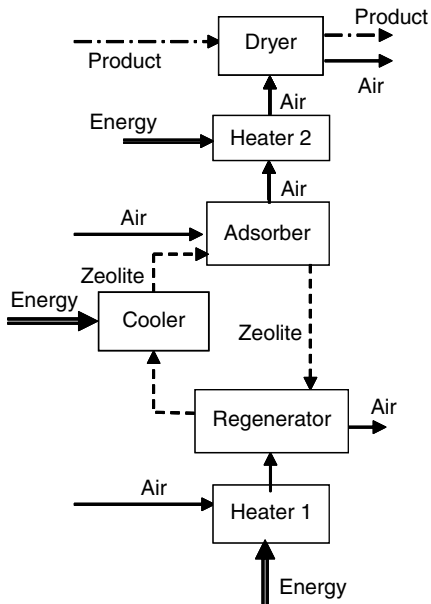 Product
Dryer
Product
Air
Air
Energy
Heater 2
Air
Air
Adsorber
Zeolite
Energy
Cooler
Zeolite
Regenerator
Air
Air
Heater 1
Energy